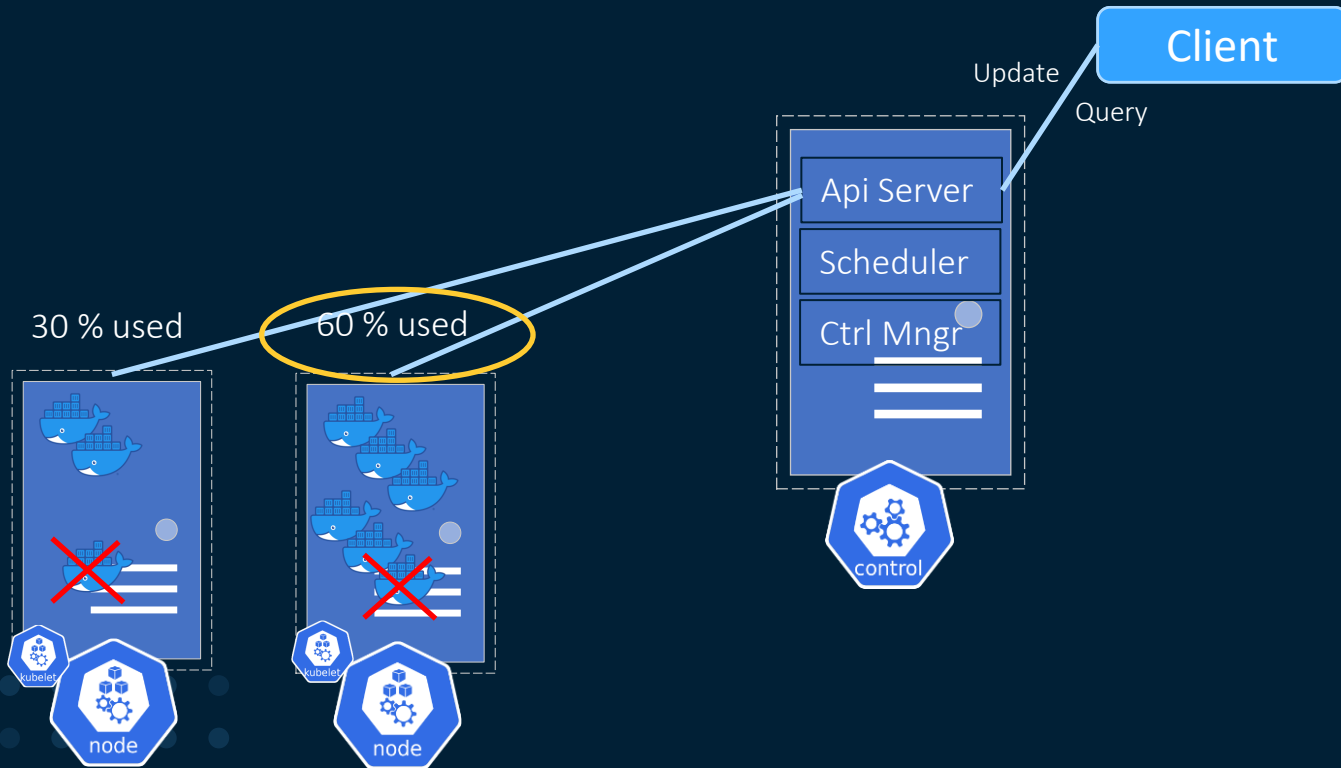 Client
Update
Query
Api Server
Scheduler
Ctrl Mngr
30 % used
60 % used
control
kubelet
kubelet
node
node